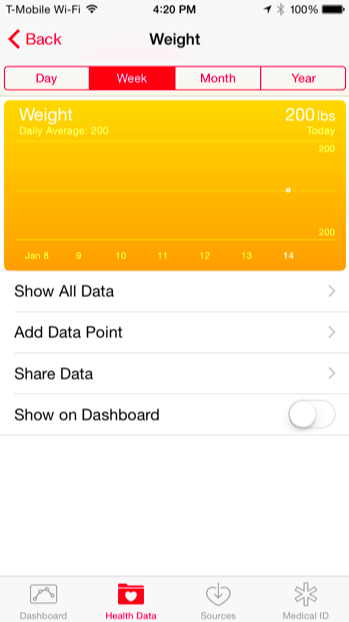 T-Mobile Wi-Fi 4:20 PM 100%
Back Weight
Day Week Month Year
Weight 200 lbs
Daily Average: 200 Today
200
200
Jan 8 9 10 11 12 13 14
Show All Data
Add Data Point
Share Data
Show on Dashboard
Dashboard Health Data Sources Medical ID